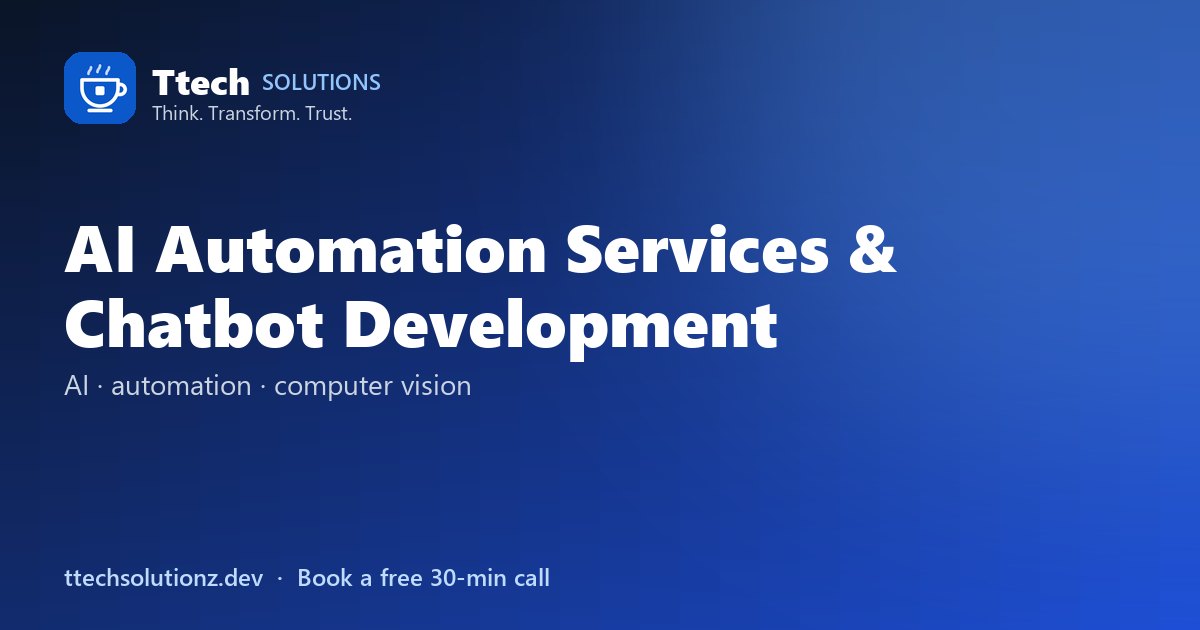 Ttech SOLUTIONS
Think. Transform. Trust.
AI Automation Services &
Chatbot Development
AI · automation · computer vision
ttechsolutionz.dev · Book a free 30-min call